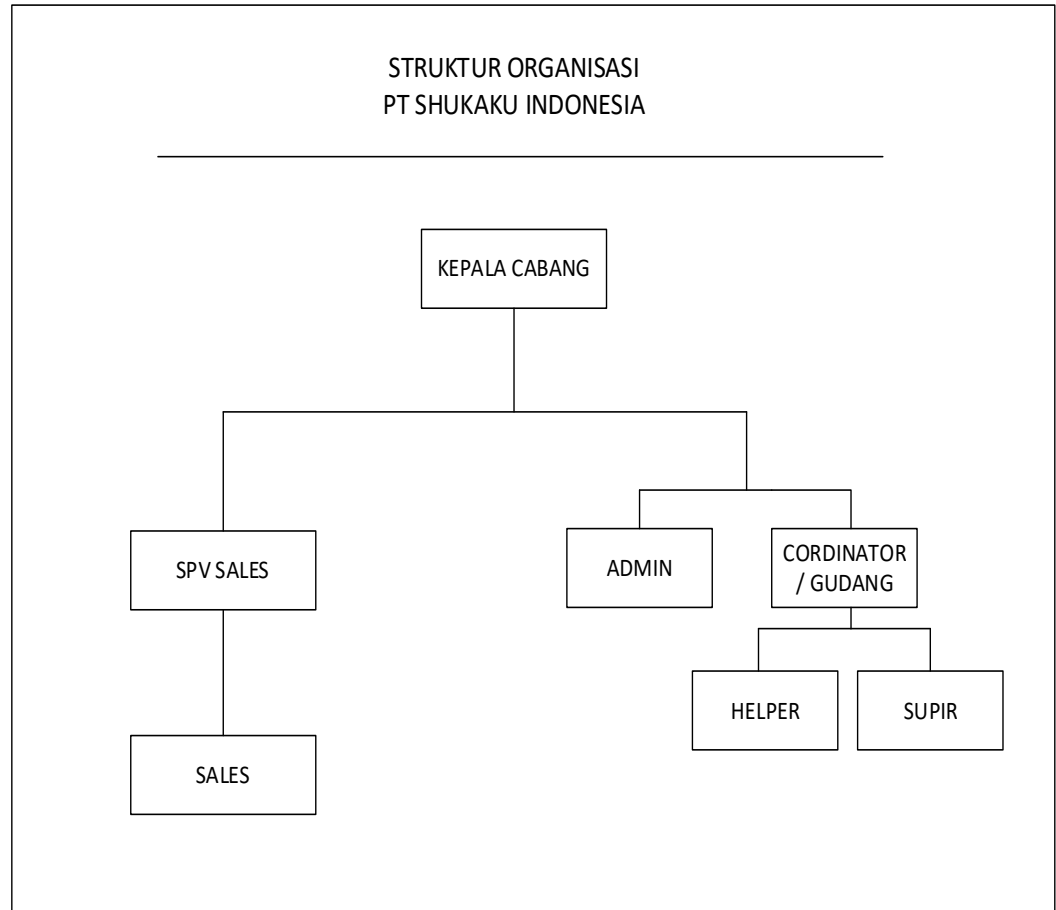 STRUKTUR ORGANISASI
PT SHUKAKU INDONESIA
KEPALA CABANG
SPV SALES
ADMIN
CORDINATOR
/ GUDANG
HELPER
SUPIR
SALES